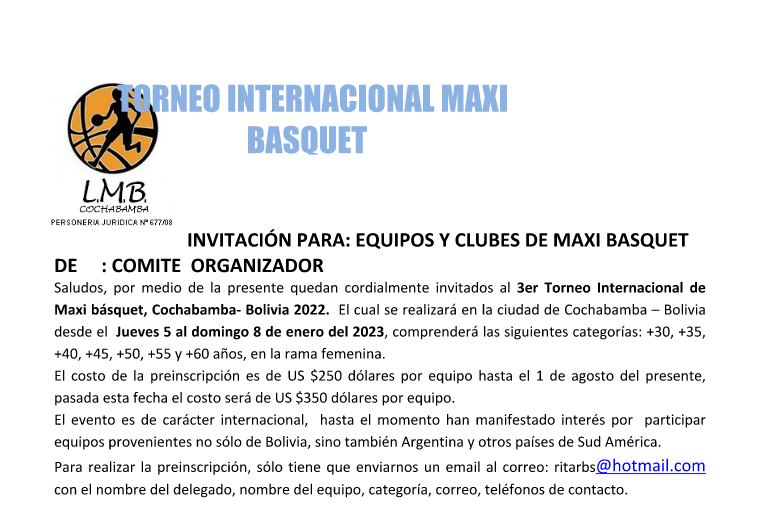 TORNEO INTERNACIONAL MAXI
BASQUET
L.M.B.
COCHABAMBA
PERSONERIA JURIDICA Nº 677/08
INVITACIÓN PARA: EQUIPOS Y CLUBES DE MAXI BASQUET
DE : COMITE ORGANIZADOR
Saludos, por medio de la presente quedan cordialmente invitados al 3er Torneo Internacional de
Maxi básquet, Cochabamba- Bolivia 2022. El cual se realizará en la ciudad de Cochabamba – Bolivia
desde el Jueves 5 al domingo 8 de enero del 2023, comprenderá las siguientes categorías: +30, +35,
+40, +45, +50, +55 y +60 años, en la rama femenina.
El costo de la preinscripción es de US $250 dólares por equipo hasta el 1 de agosto del presente,
pasada esta fecha el costo será de US $350 dólares por equipo.
El evento es de carácter internacional, hasta el momento han manifestado interés por participar
equipos provenientes no sólo de Bolivia, sino también Argentina y otros países de Sud América.
Para realizar la preinscripción, sólo tiene que enviarnos un email al correo: ritarbs@hotmail.com
con el nombre del delegado, nombre del equipo, categoría, correo, teléfonos de contacto.